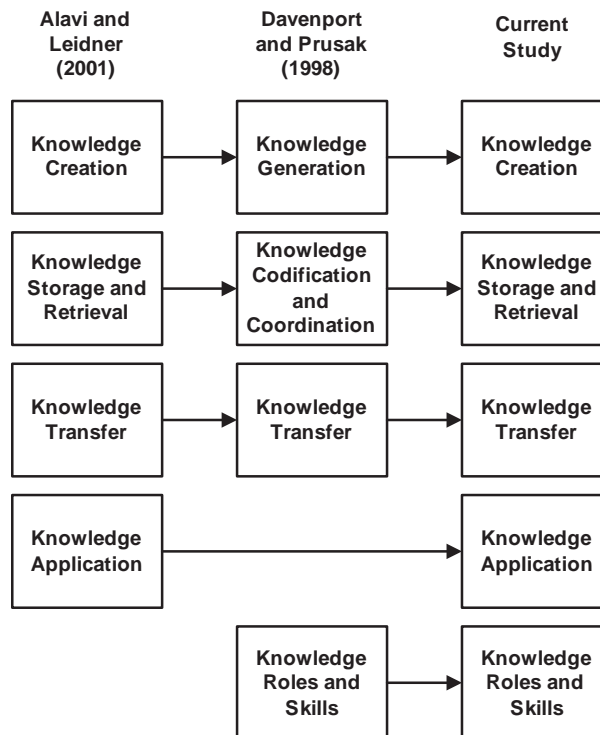 Alavi and
Leidner
(2001)
Davenport
and Prusak
(1998)
Current
Study
Knowledge
Creation
Knowledge
Generation
Knowledge
Creation
Knowledge
Storage and
Retrieval
Knowledge
Codification
and
Coordination
Knowledge
Storage and
Retrieval
Knowledge
Transfer
Knowledge
Transfer
Knowledge
Transfer
Knowledge
Application
Knowledge
Application
Knowledge
Roles and
Skills
Knowledge
Roles and
Skills